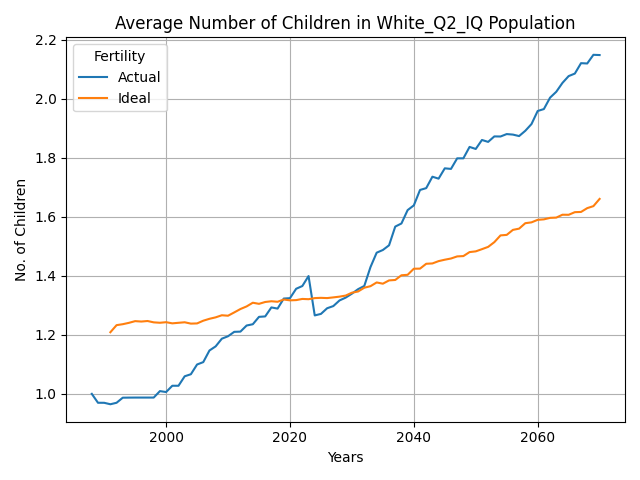 Average Number of Children in White_Q2_IQ Population
Fertility
Actual
Ideal
No. of Children
2.2
2.0
1.8
1.6
1.4
1.2
1.0
2000 2020 2040 2060
Years